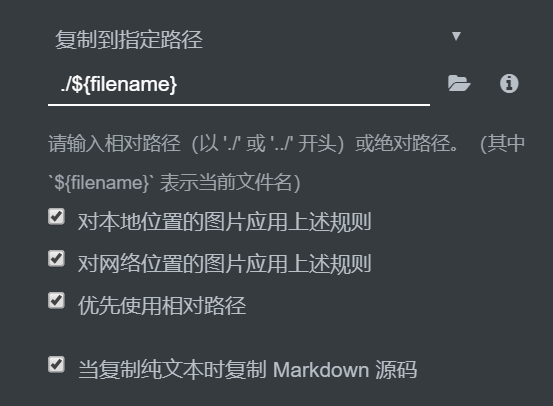 复制到指定路径
./${filename}
请输入相对路径（以 './' 或 '../' 开头）或绝对路径。（其中
`${filename}` 表示当前文件名）
对本地位置的图片应用上述规则
对网络位置的图片应用上述规则
优先使用相对路径
当复制纯文本时复制 Markdown 源码